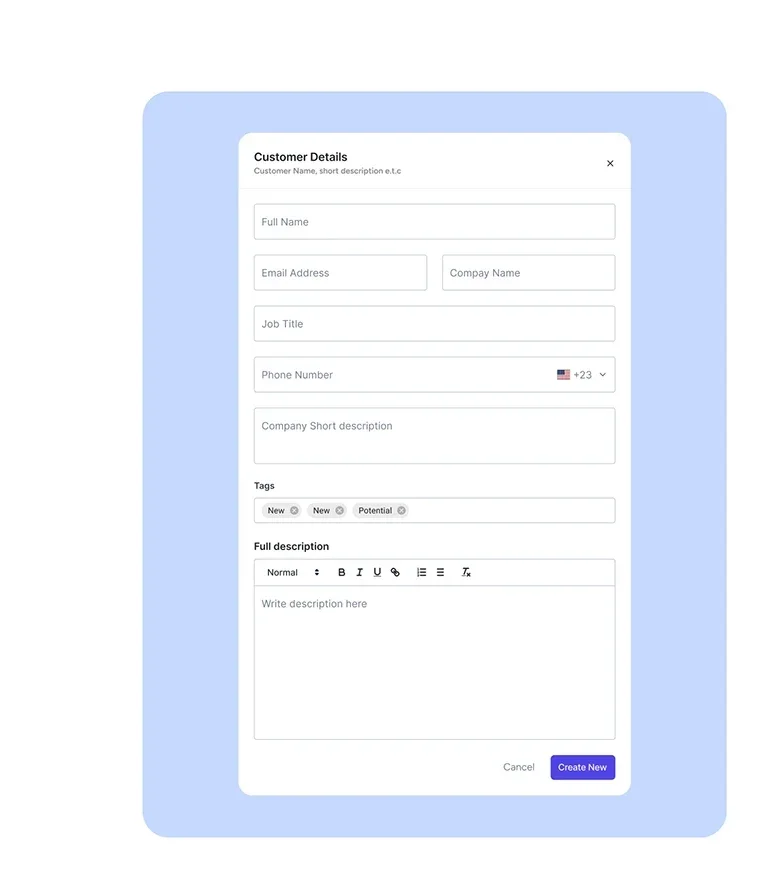 Customer Details
Customer Name, short description e.t.c
Full Name
Email Address
Compay Name
Job Title
Phone Number
+23
Company Short description
Tags
New New Potential
Full description
Normal B I U
Write description here
Cancel Create New